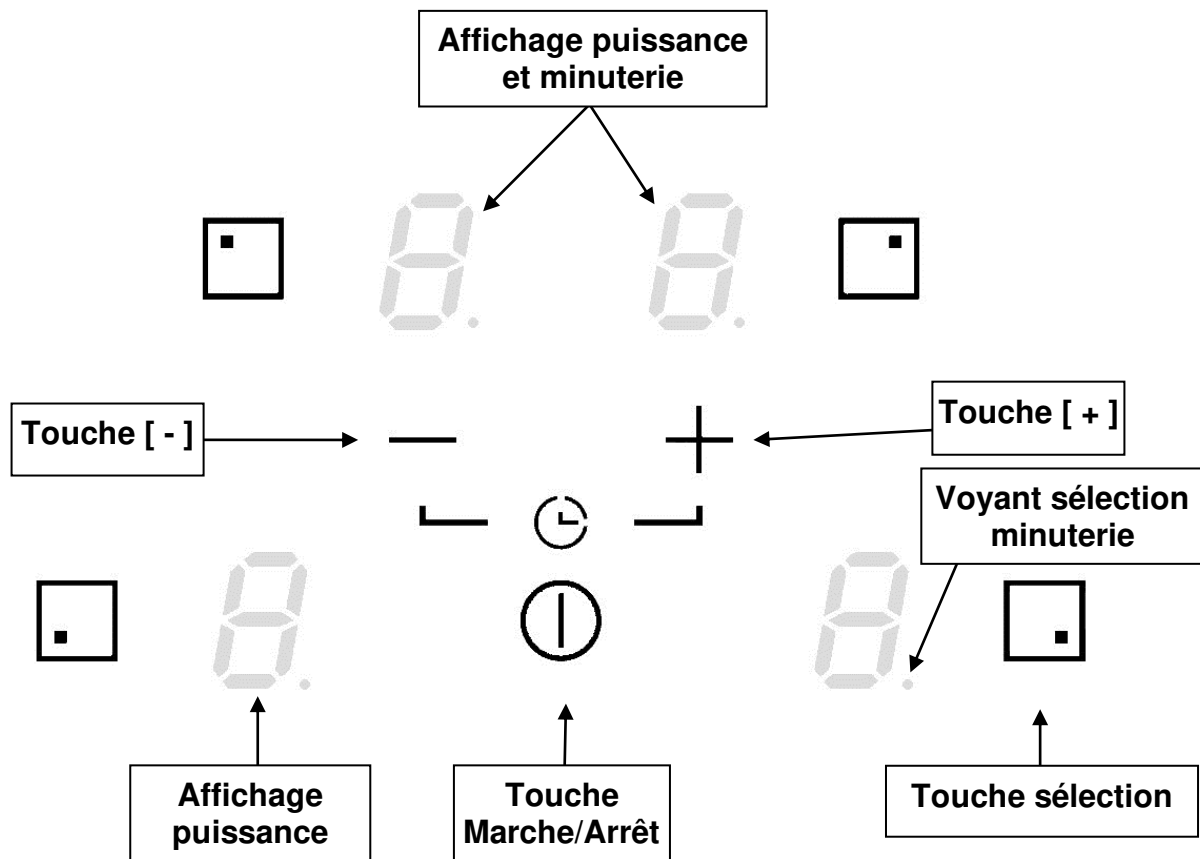 Affichage puissance
et minuterie
Touche [ - ]
Touche [ + ]
Voyant sélection
minuterie
Affichage
puissance
Touche
Marche/Arrêt
Touche sélection